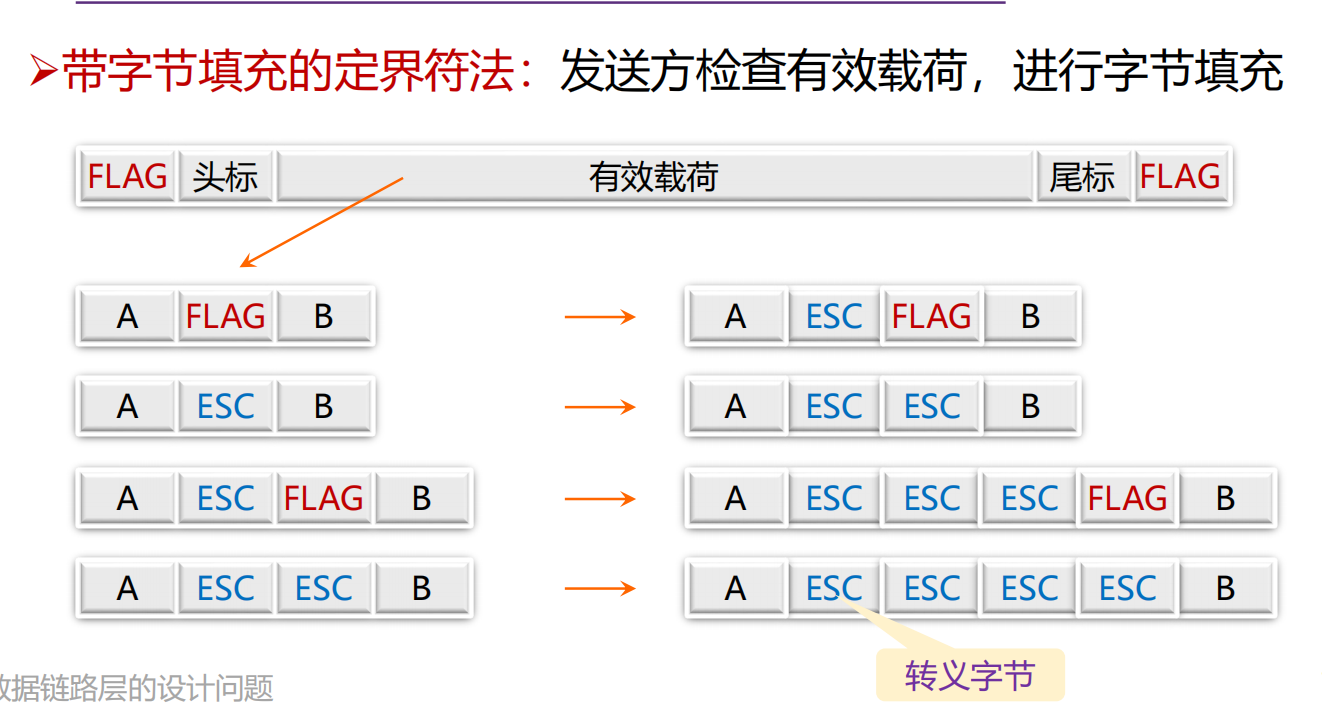 ➢带字节填充的定界符法：发送方检查有效载荷，进行字节填充
FLAG 头标 有效载荷 尾标 FLAG
A FLAG B → A ESC FLAG B
A ESC B → A ESC ESC B
A ESC FLAG B → A ESC ESC ESC FLAG B
A ESC ESC B → A ESC ESC ESC ESC B
转义字节
数据链路层的设计问题